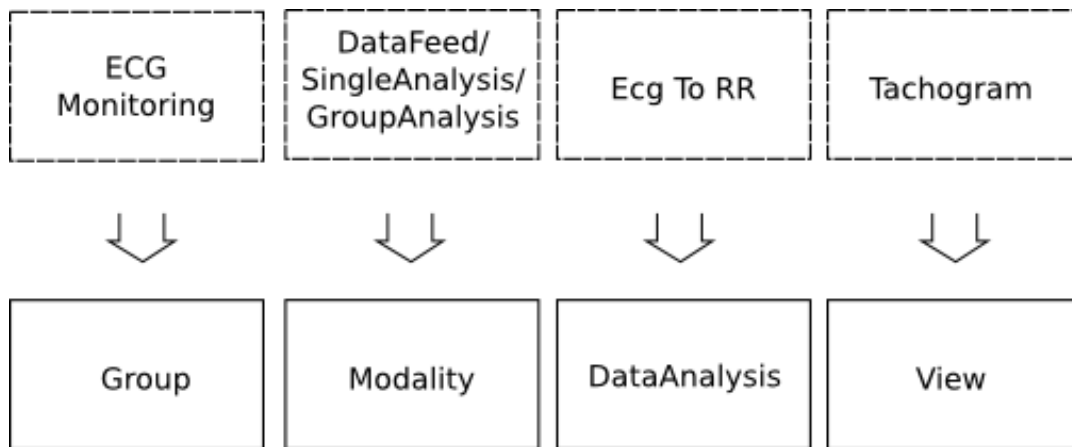 ECG
Monitoring
DataFeed/
SingleAnalysis/
GroupAnalysis
Ecg To RR
Tachogram
Group
Modality
DataAnalysis
View